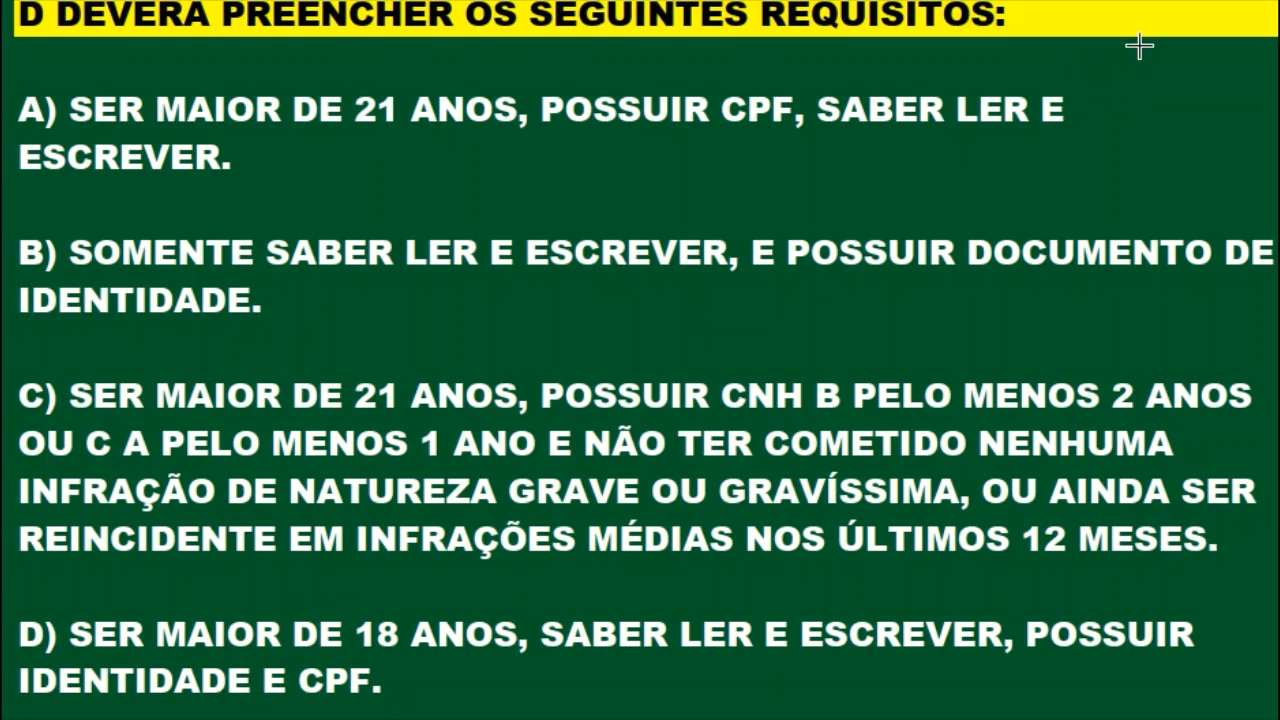 D DEVERÁ PREENCHER OS SEGUINTES REQUISITOS:
A) SER MAIOR DE 21 ANOS, POSSUIR CPF, SABER LER E
ESCREVER.
B) SOMENTE SABER LER E ESCREVER, E POSSUIR DOCUMENTO DE
IDENTIDADE.
C) SER MAIOR DE 21 ANOS, POSSUIR CNH B PELO MENOS 2 ANOS
OU C A PELO MENOS 1 ANO E NÃO TER COMETIDO NENHUMA
INFRAÇÃO DE NATUREZA GRAVE OU GRAVÍSSIMA, OU AINDA SER
REINCIDENTE EM INFRAÇÕES MÉDIAS NOS ÚLTIMOS 12 MESES.
D) SER MAIOR DE 18 ANOS, SABER LER E ESCREVER, POSSUIR
IDENTIDADE E CPF.